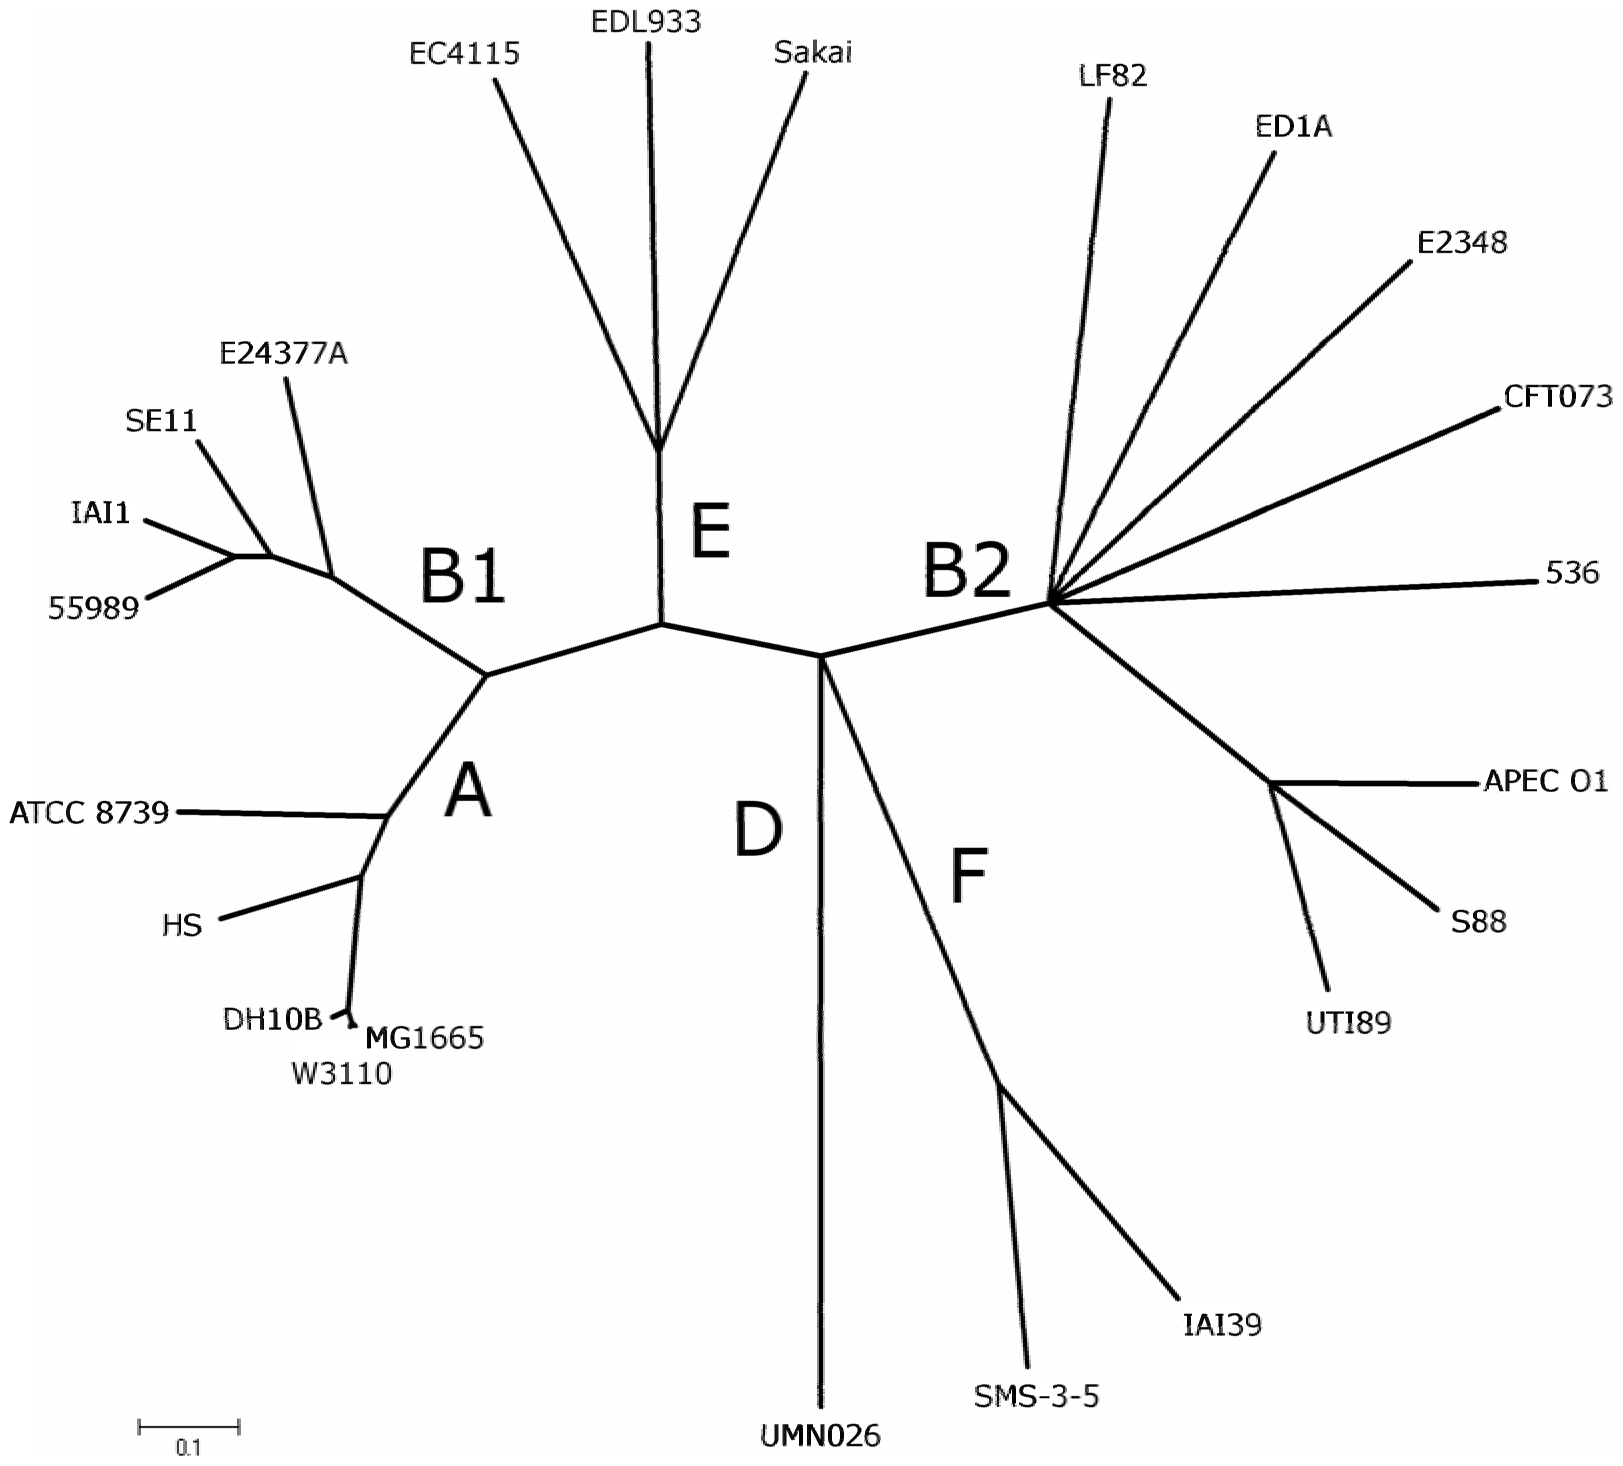 EDL933
EC4115
Sakai
LF82
ED1A
E2348
E24377A
CFT073
SE11
IAI1
E
B1
B2
536
55989
A
APEC O1
ATCC 8739
D
F
HS
S88
DH10B
MG1665
UTI89
W3110
IAI39
SMS-3-5
UMN026
0.1